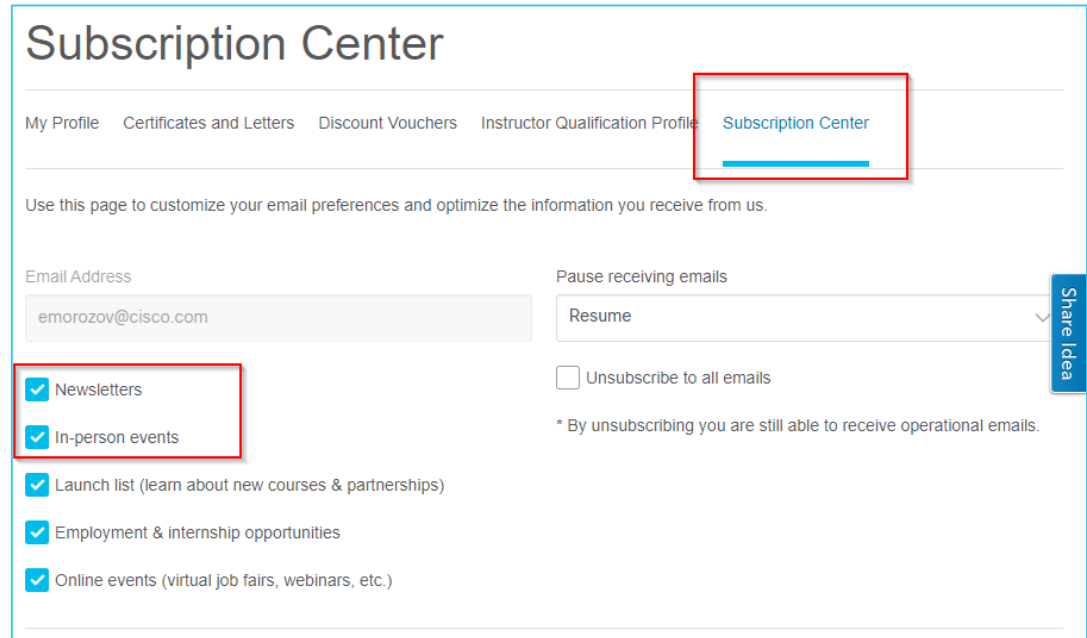 Subscription Center
My Profile Certificates and Letters Discount Vouchers Instructor Qualification Profile Subscription Center
Use this page to customize your email preferences and optimize the information you receive from us.
Email Address
emorozov@cisco.com
Pause receiving emails
Resume
Newsletters
In-person events
Launch list (learn about new courses & partnerships)
Employment & internship opportunities
Online events (virtual job fairs, webinars, etc.)
Unsubscribe to all emails
* By unsubscribing you are still able to receive operational emails.
Share Idea